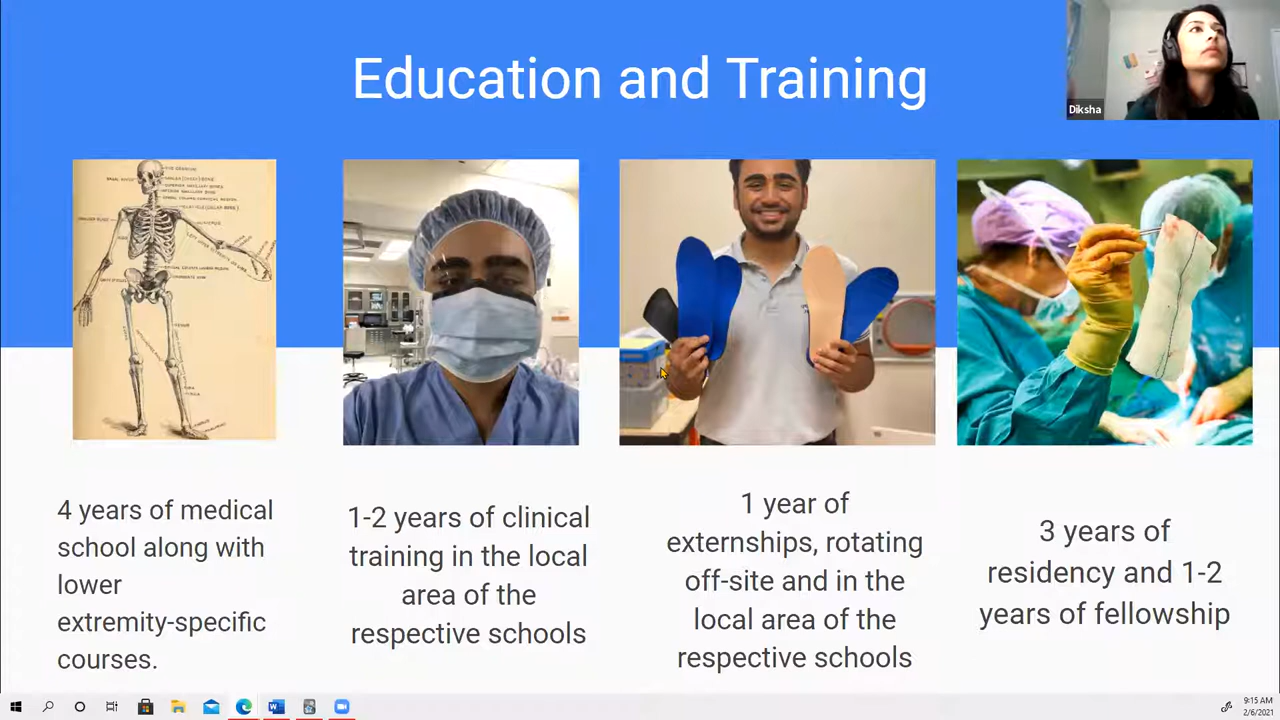 Education and Training
Diksha
4 years of medical
school along with
lower
extremity-specific
courses.
1-2 years of clinical
training in the local
area of the
respective schools
1 year of
externships, rotating
off-site and in the
local area of the
respective schools
3 years of
residency and 1-2
years of fellowship
9:15 AM
2/6/2021